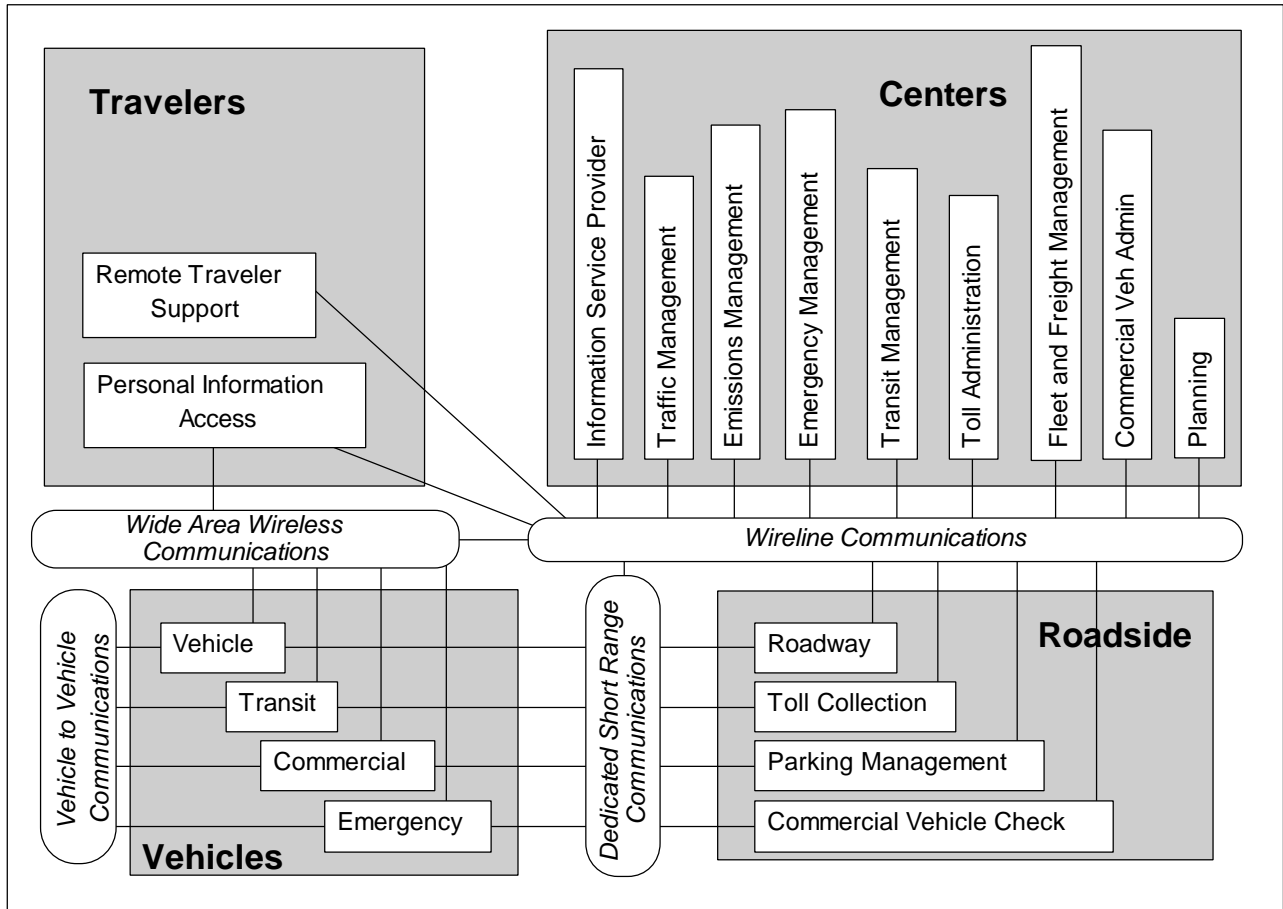 Travelers
Remote Traveler
Support
Personal Information
Access
Centers
Information Service Provider
Traffic Management
Emissions Management
Emergency Management
Transit Management
Toll Administration
Fleet and Freight Management
Commercial Veh Admin
Planning
Wide Area Wireless
Communications
Wireline Communications
Vehicle to Vehicle
Communications
Vehicle
Transit
Commercial
Emergency
Vehicles
Dedicated Short Range
Communications
Roadside
Roadway
Toll Collection
Parking Management
Commercial Vehicle Check